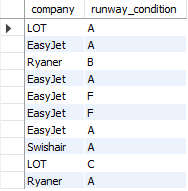 company runway_condition
LOT A
EasyJet A
Ryaner B
EasyJet A
EasyJet F
EasyJet F
EasyJet A
Swishair A
LOT C
Ryaner A